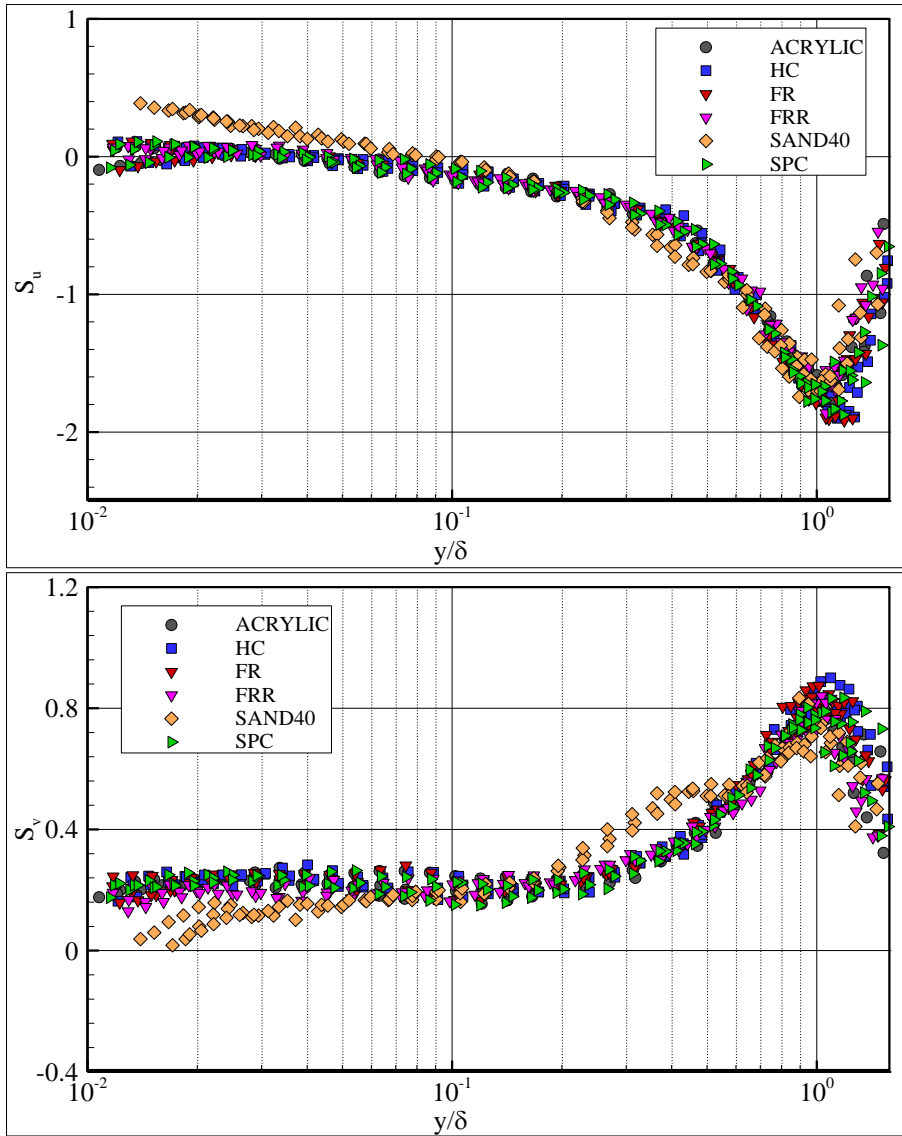 1
0
-1
-2
S_u
ACRYLIC
HC
FR
FRR
SAND40
SPC
10^-2 10^-1 10^0
y/δ
1.2
0.8
0.4
0
-0.4
S_v
ACRYLIC
HC
FR
FRR
SAND40
SPC
10^-2 10^-1 10^0
y/δ